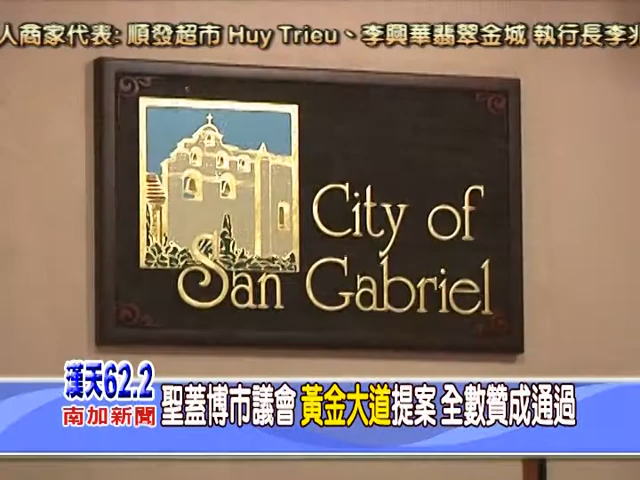 人商家代表: 順發超市 Huy Trieu、李興華翡翠金城 執行長李兆
City of
San Gabriel
漢天62.2
南加新聞
聖蓋博市議會 黃金大道提案 全數贊成通過